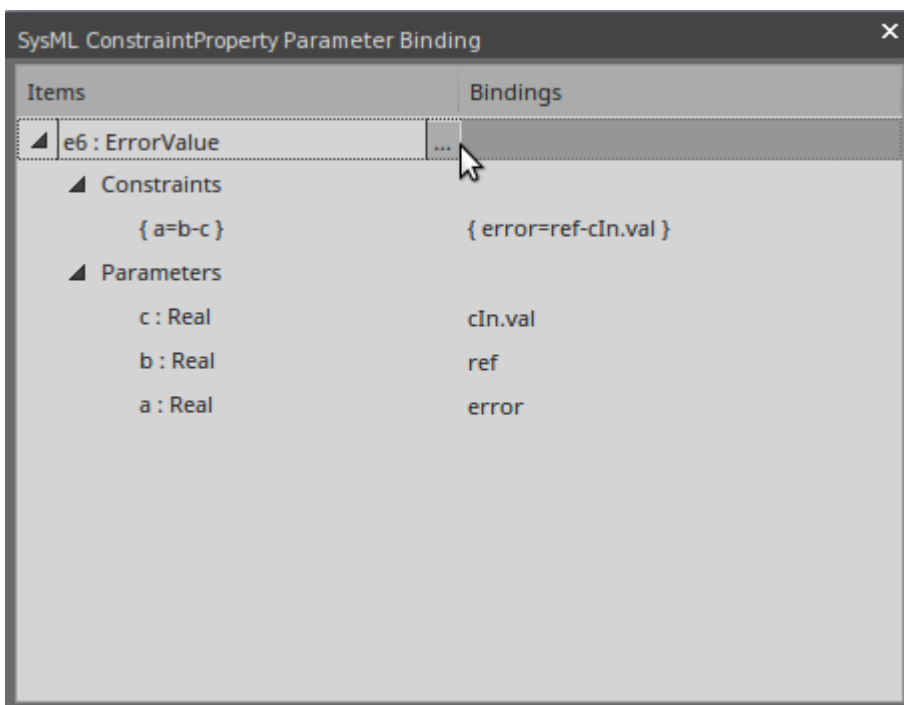 SysML ConstraintProperty Parameter Binding
Items Bindings
e6 : ErrorValue ...
Constraints
{ a=b-c } { error=ref-cIn.val }
Parameters
c : Real cIn.val
b : Real ref
a : Real error